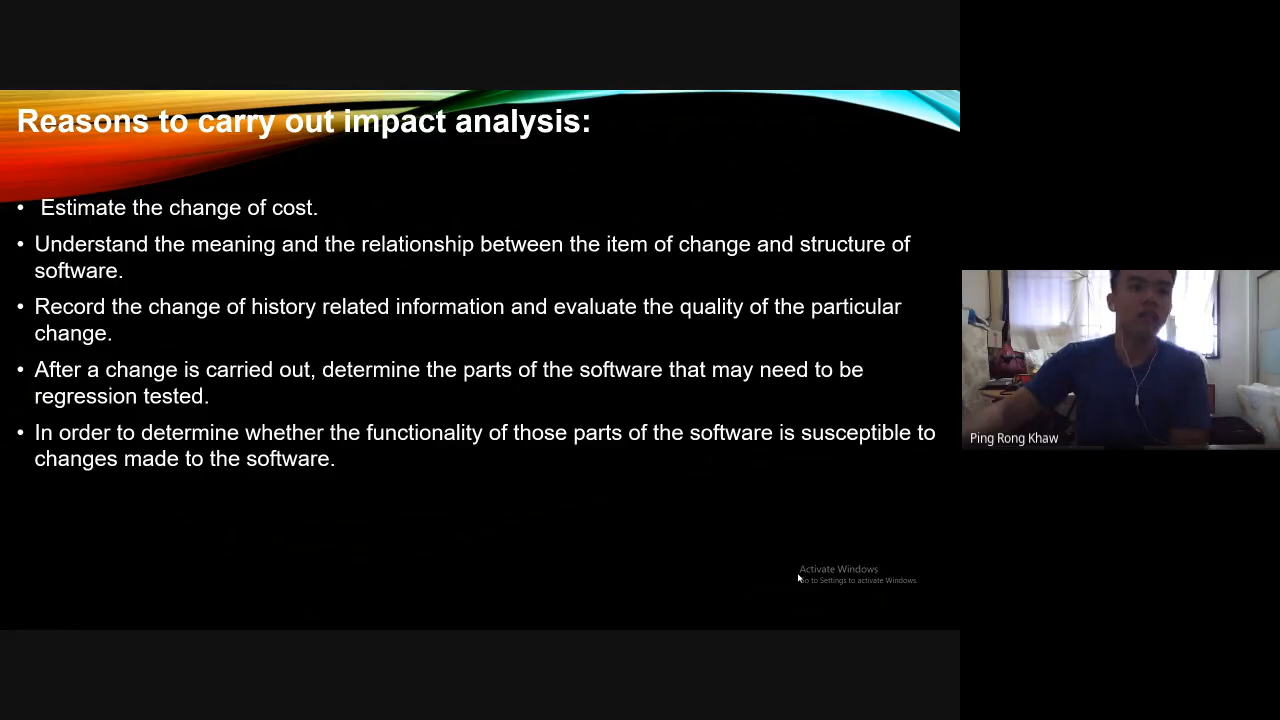 Reasons to carry out impact analysis:
• Estimate the change of cost.
• Understand the meaning and the relationship between the item of change and structure of
software.
• Record the change of history related information and evaluate the quality of the particular
change.
• After a change is carried out, determine the parts of the software that may need to be
regression tested.
• In order to determine whether the functionality of those parts of the software is susceptible to
changes made to the software.
Ping Rong Khaw
Activate Windows
Go to Settings to activate Windows.